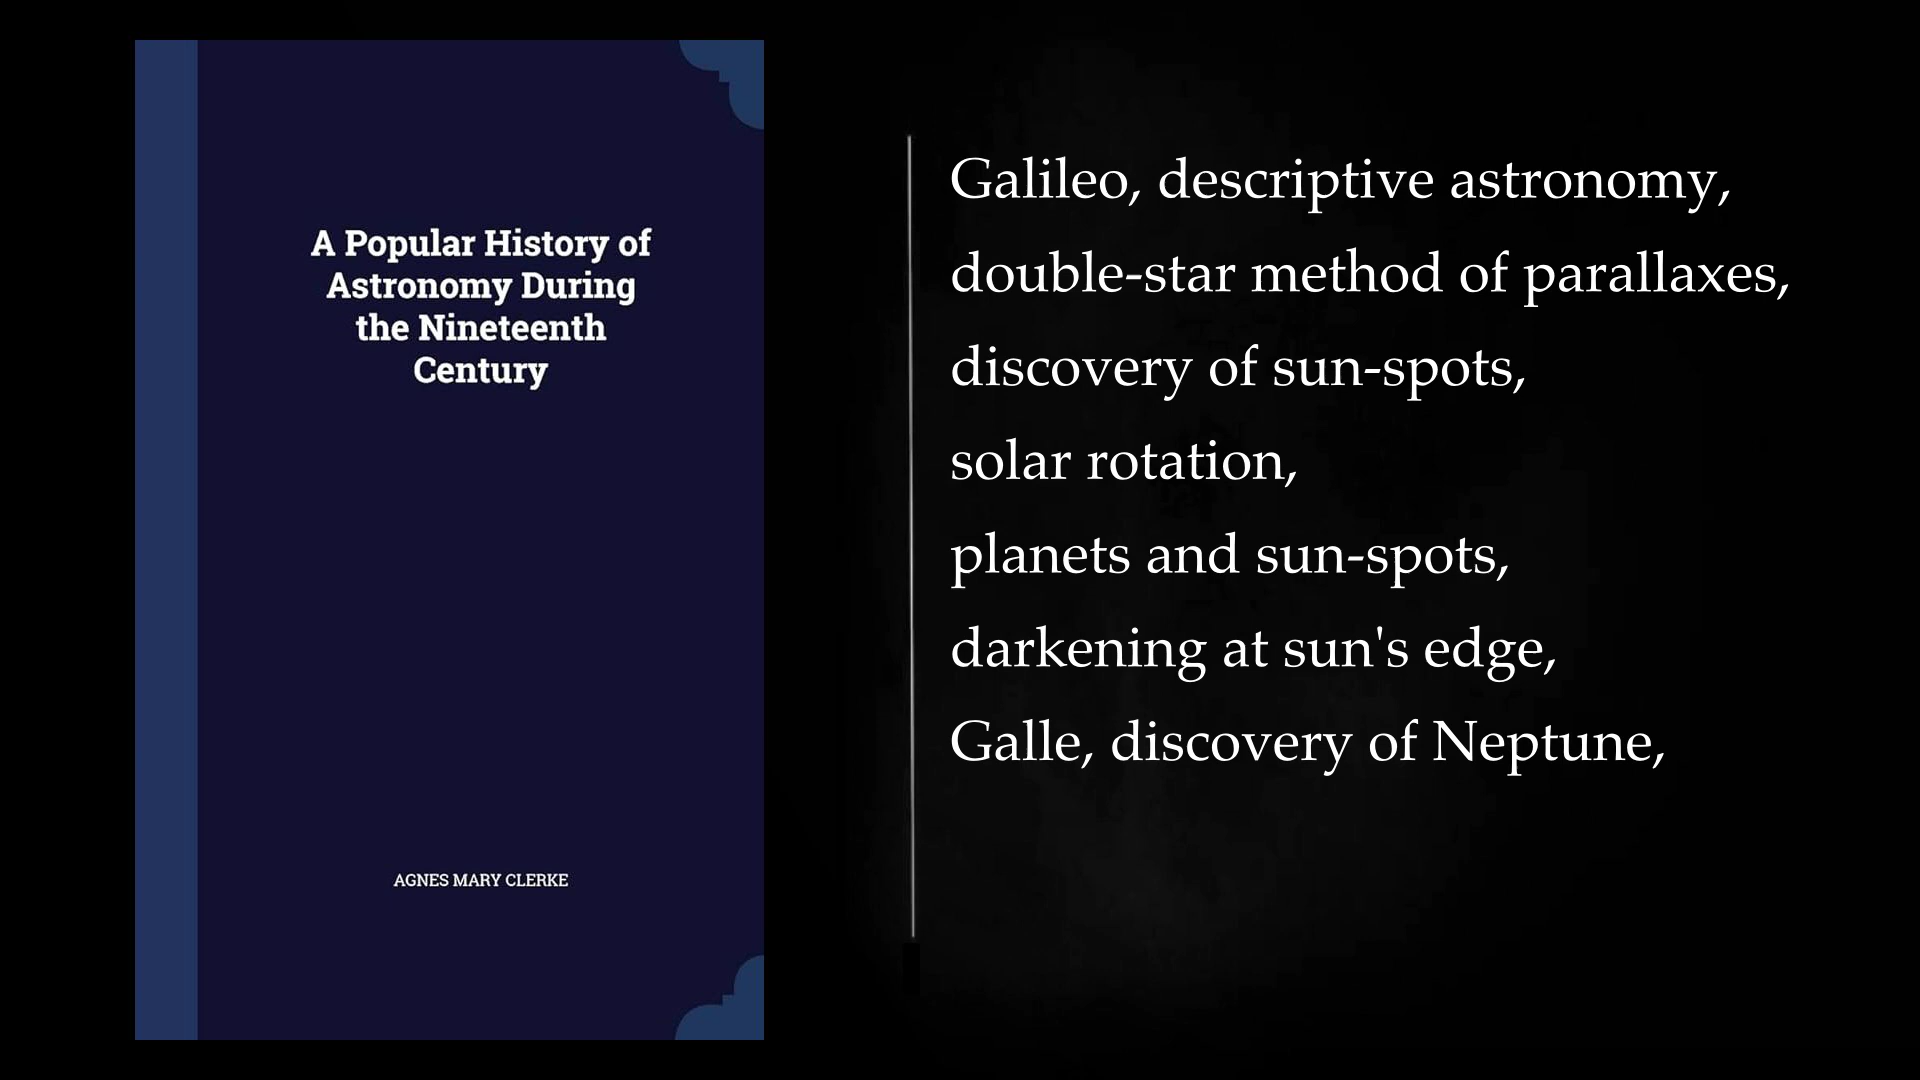 A Popular History of
Astronomy During
the Nineteenth
Century
AGNES MARY CLERKE
Galileo, descriptive astronomy,
double-star method of parallaxes,
discovery of sun-spots,
solar rotation,
planets and sun-spots,
darkening at sun's edge,
Galle, discovery of Neptune,